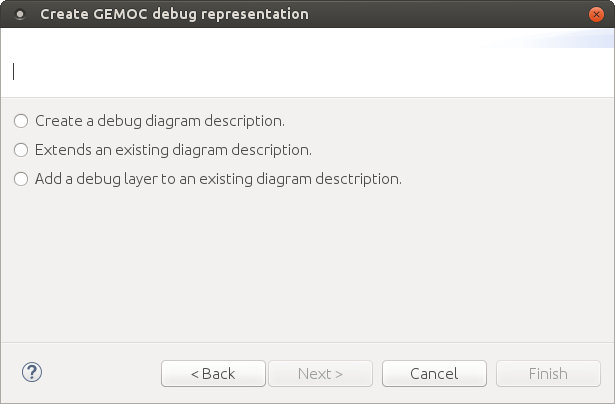 Create GEMOC debug representation
Create a debug diagram description.
Extends an existing diagram description.
Add a debug layer to an existing diagram desctription.
?
< Back
Next >
Cancel
Finish